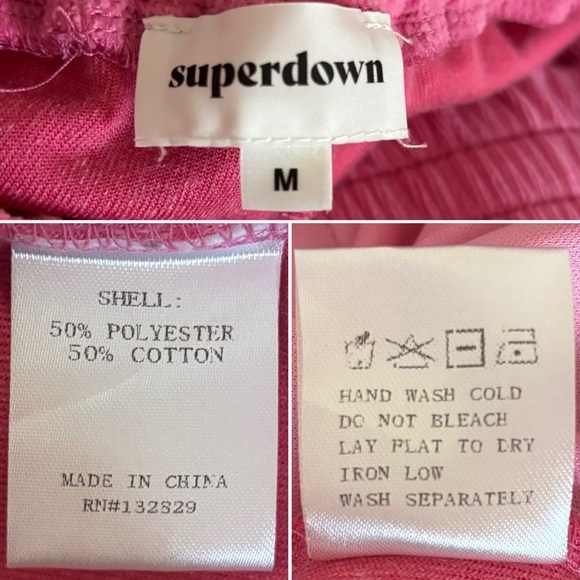 superdown
M
SHELL:
50% POLYESTER
50% COTTON
MADE IN CHINA
RN#132829
HAND WASH COLD
DO NOT BLEACH
LAY FLAT TO DRY
IRON LOW
WASH SEPARATELY